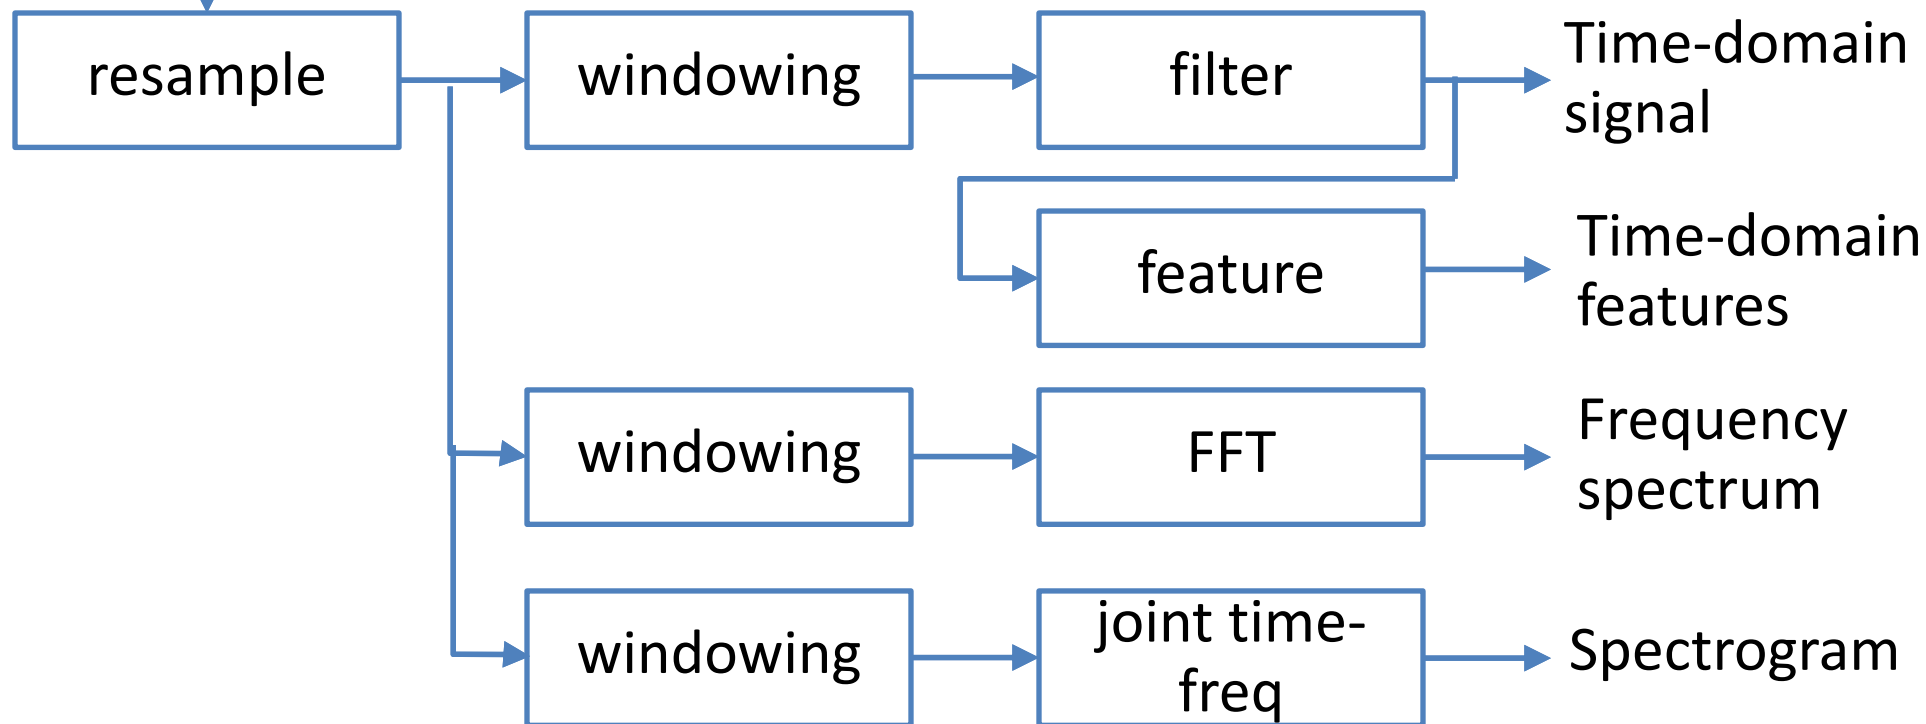 resample
windowing
filter
Time-domain
signal
feature
Time-domain
features
windowing
FFT
Frequency
spectrum
windowing
joint time-
freq
Spectrogram